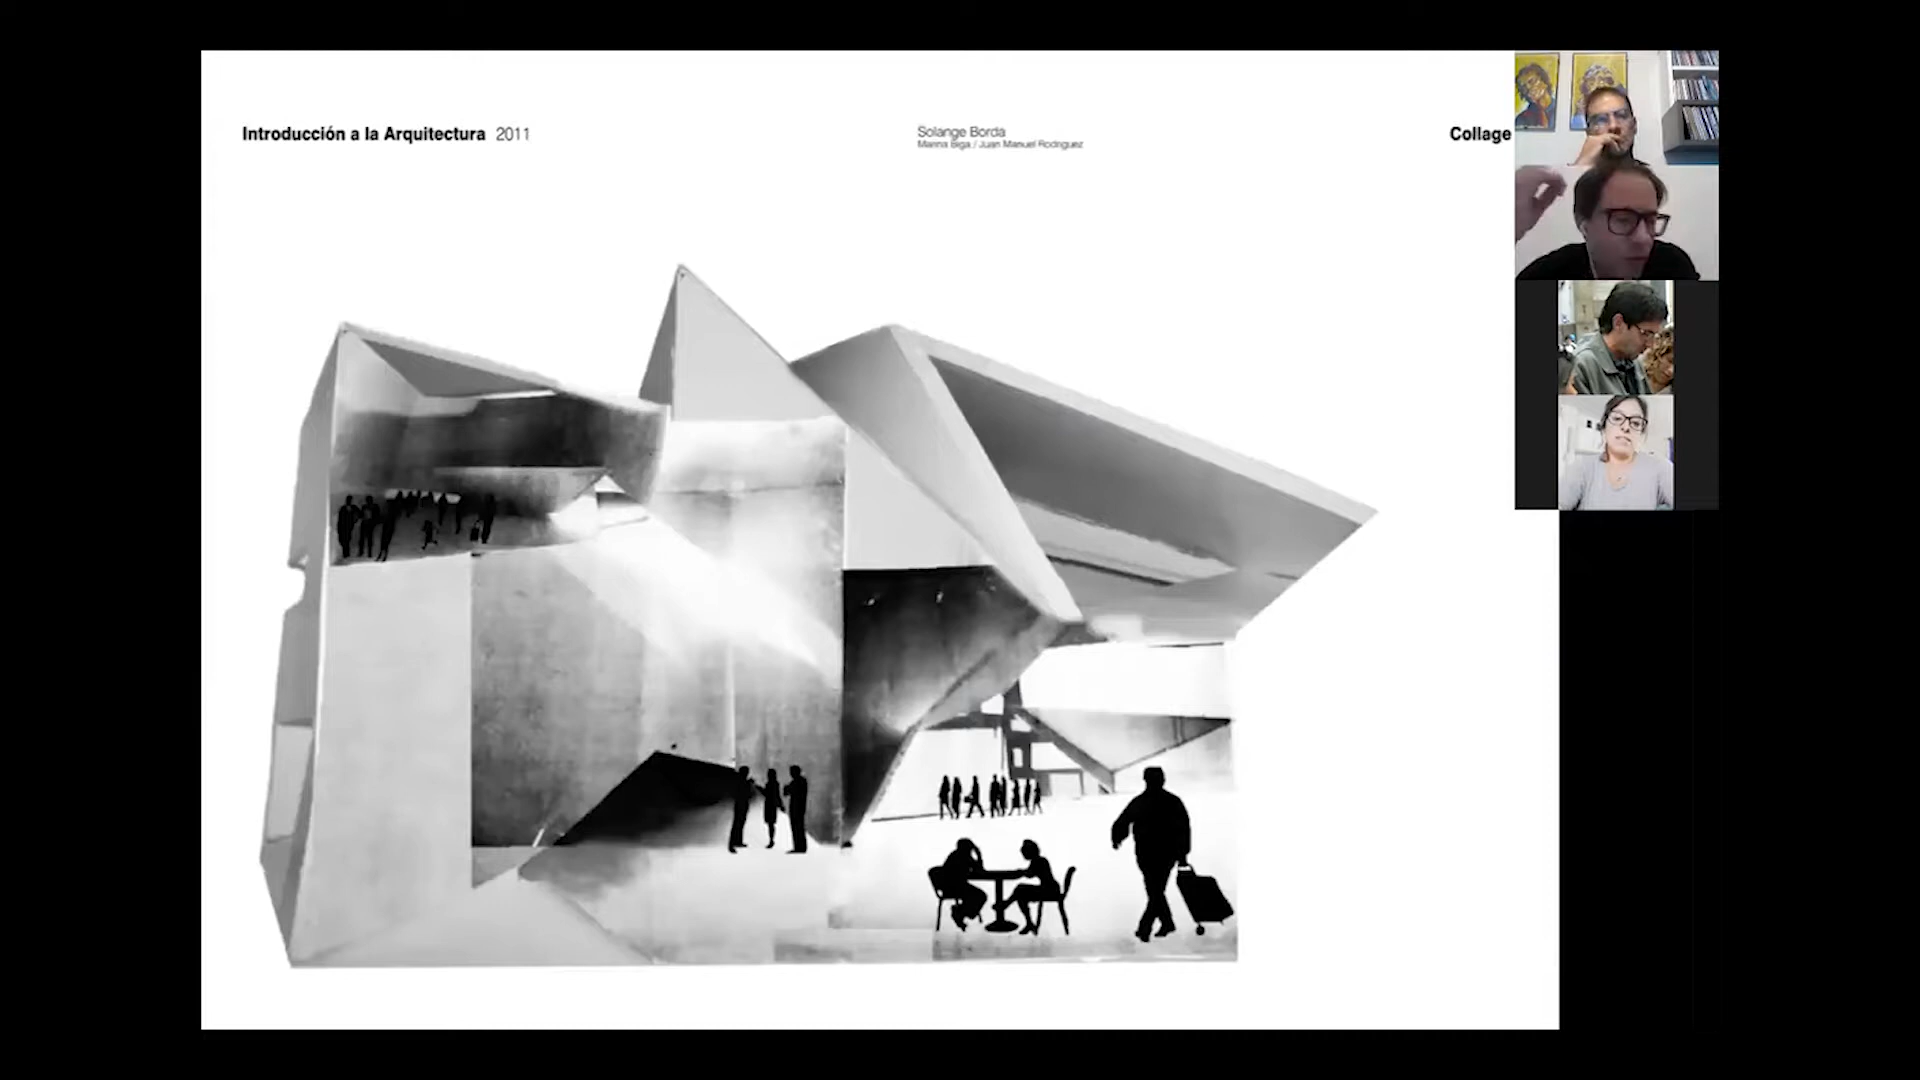 Introducción a la Arquitectura 2011
Solange Borda
Marina Biga / Juan Manuel Rodriguez
Collage